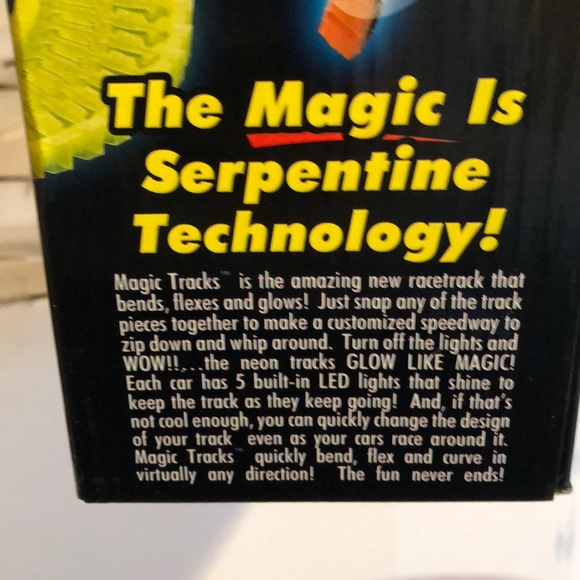 The Magic Is
Serpentine
Technology!
Magic Tracks™ is the amazing new racetrack that
bends, flexes and glows! Just snap any of the track
pieces together to make a customized speedway to
zip down and whip around. Turn off the lights and
WOW!!,...the neon tracks GLOW LIKE MAGIC!
Each car has 5 built-in LED lights that shine to
keep the track as they keep going! And, if that's
not cool enough, you can quickly change the design
of your track even as your cars race around it.
Magic Tracks™ quickly bend, flex and curve in
virtually any direction! The fun never ends!